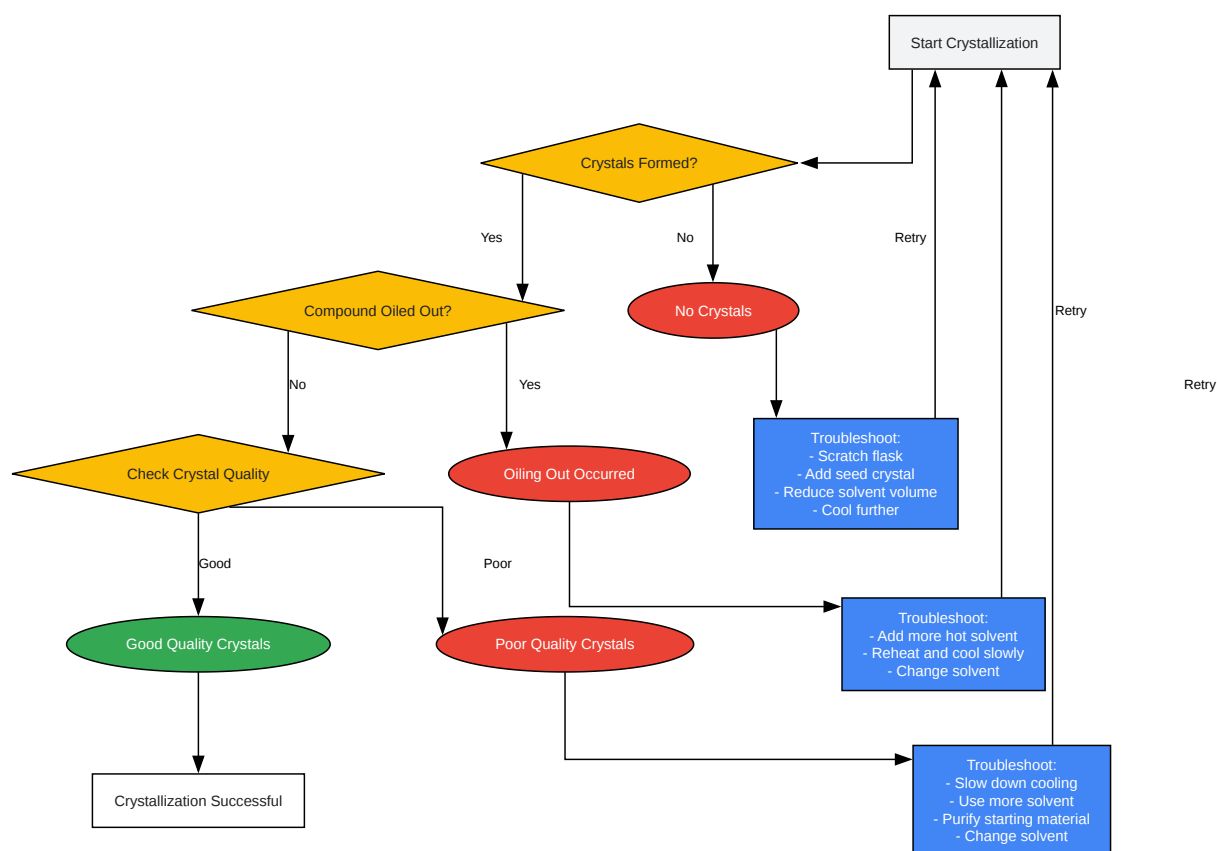 Start Crystallization
Crystals Formed?
Yes
No
Retry
Compound Oiled Out?
No Crystals
Retry
No
Yes
Retry
Troubleshoot:
- Scratch flask
- Add seed crystal
- Reduce solvent volume
- Cool further
Check Crystal Quality
Oiling Out Occurred
Good
Poor
Troubleshoot:
- Add more hot solvent
- Reheat and cool slowly
- Change solvent
Good Quality Crystals
Poor Quality Crystals
Troubleshoot:
- Slow down cooling
- Use more solvent
- Purify starting material
- Change solvent
Crystallization Successful